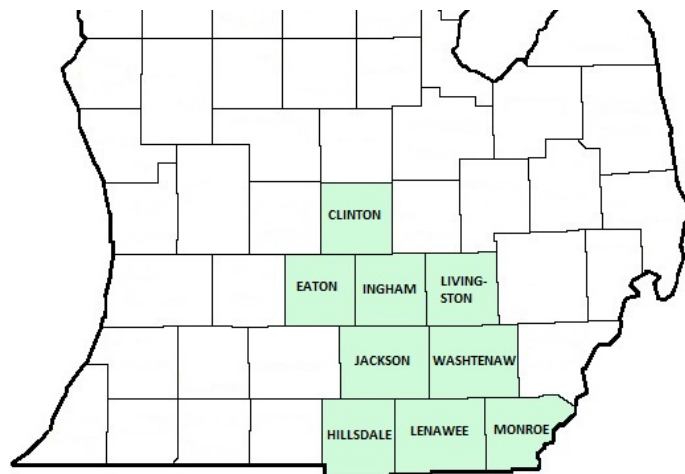 CLINTON
EATON
INGHAM
LIVING-
STON
JACKSON
WASHTENAW
HILLSDALE
LENAWEE
MONROE